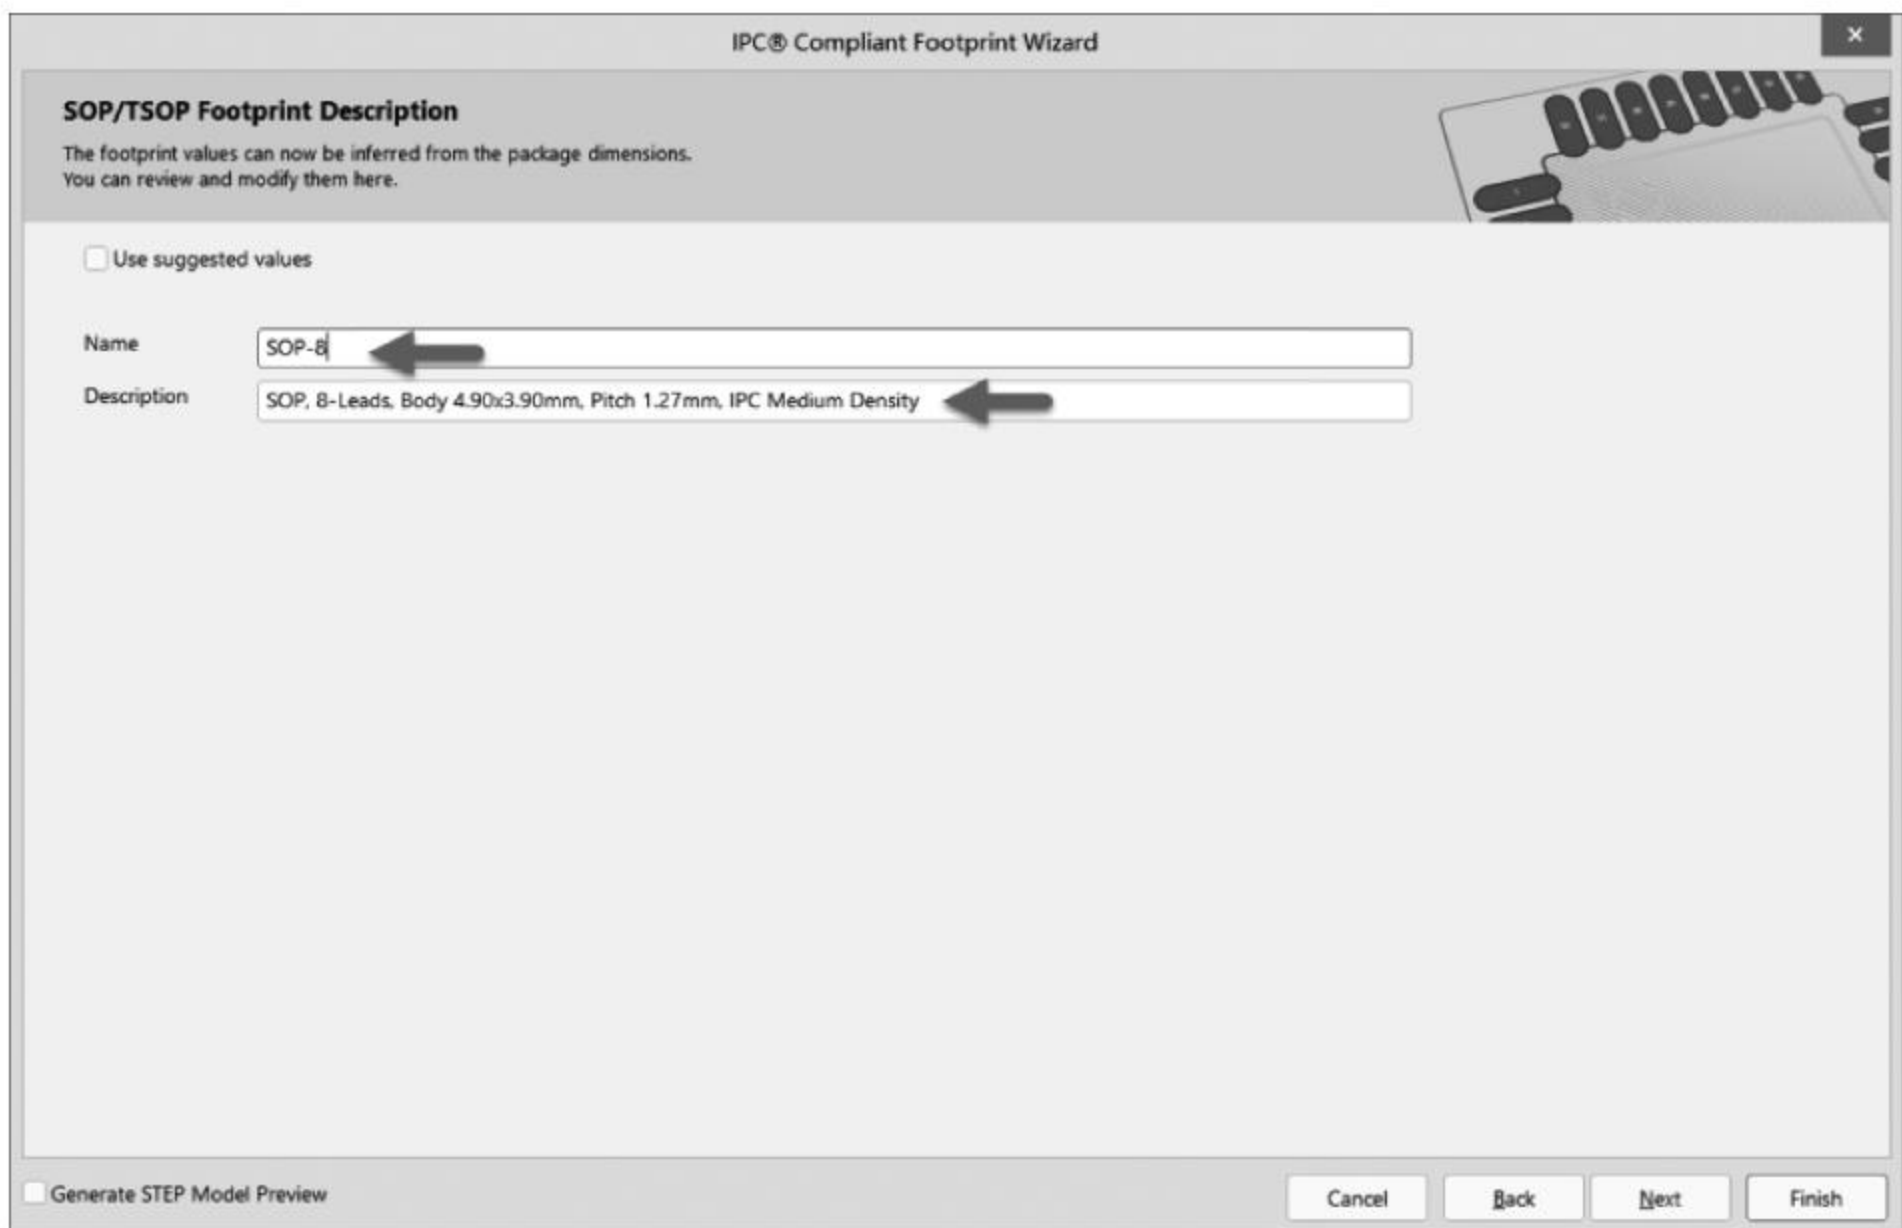 IPC® Compliant Footprint Wizard
SOP/TSOP Footprint Description
The footprint values can now be inferred from the package dimensions.
You can review and modify them here.
Use suggested values
Name
SOP-8
Description
SOP, 8-Leads, Body 4.90x3.90mm, Pitch 1.27mm, IPC Medium Density
Generate STEP Model Preview
Cancel
Back
Next
Finish